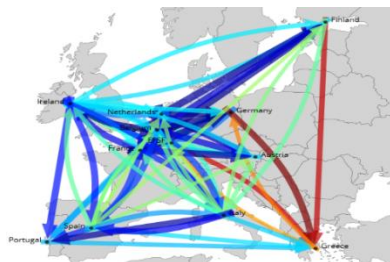 Finland
Ireland
Netherlands
Germany
France
Austria
Spain
Italy
Portugal
Greece